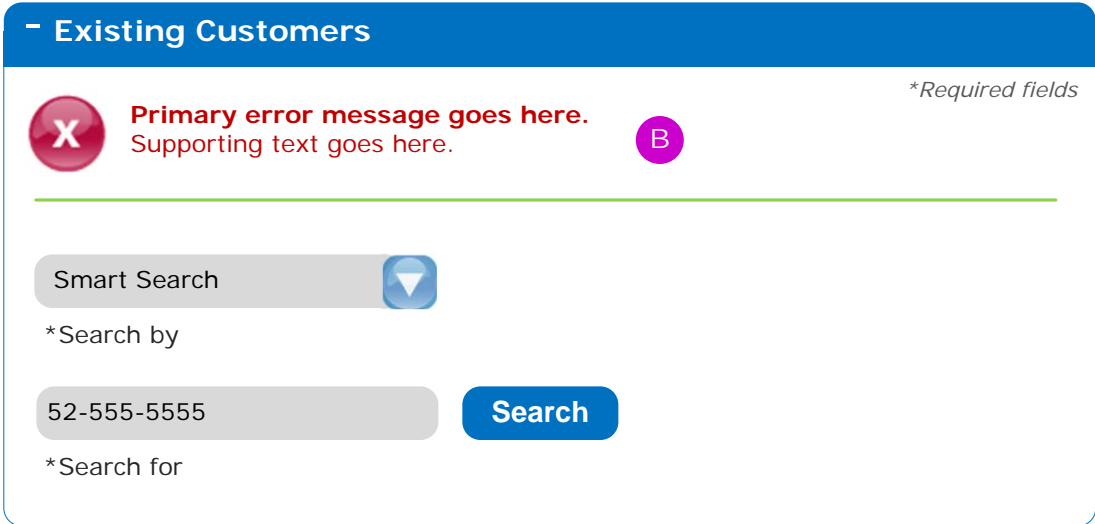 – Existing Customers
*Required fields
X
Primary error message goes here.
Supporting text goes here.
B
Smart Search
*Search by
52-555-5555
Search
*Search for